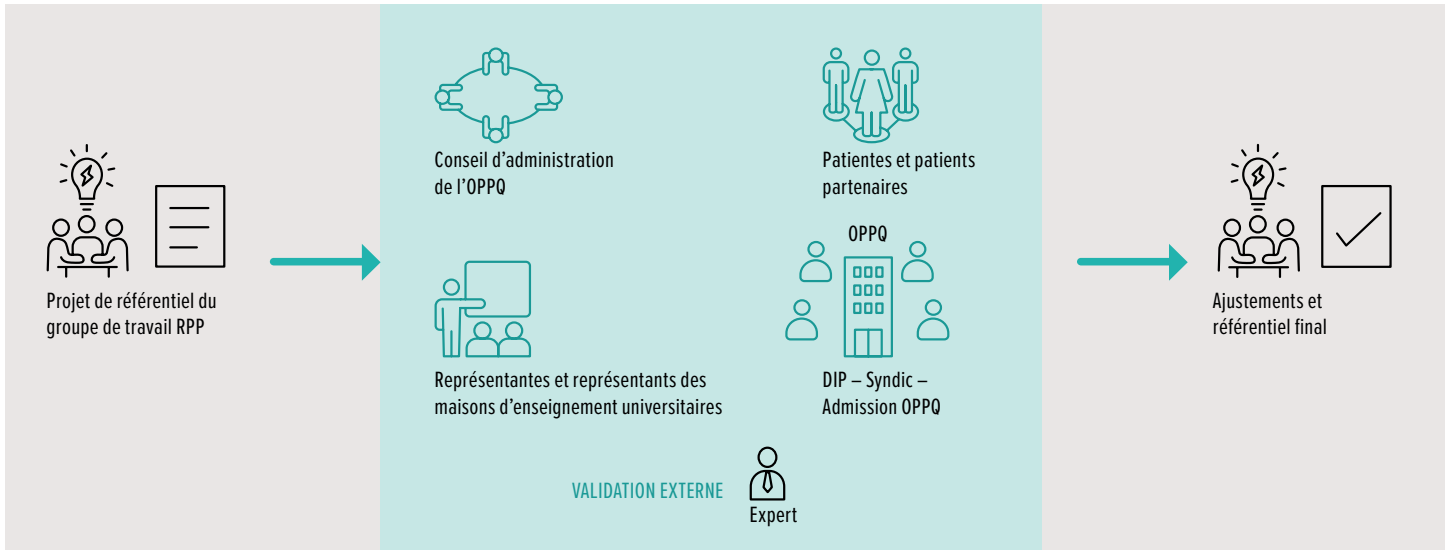 Projet de référentiel du
groupe de travail RPP
Conseil d'administration
de l'OPPQ
Patientes et patients
partenaires
Représentantes et représentants des
maisons d'enseignement universitaires
OPPQ
DIP – Syndic –
Admission OPPQ
VALIDATION EXTERNE
Expert
Ajustements et
référentiel final